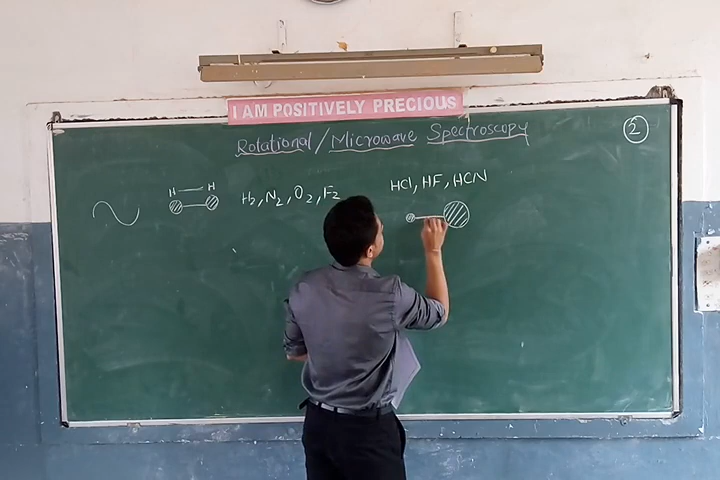 I AM POSITIVELY PRECIOUS
Rotational/Microwave Spectroscopy
2
H — H
H2, N2, O2, F2
HCl, HF, HCN